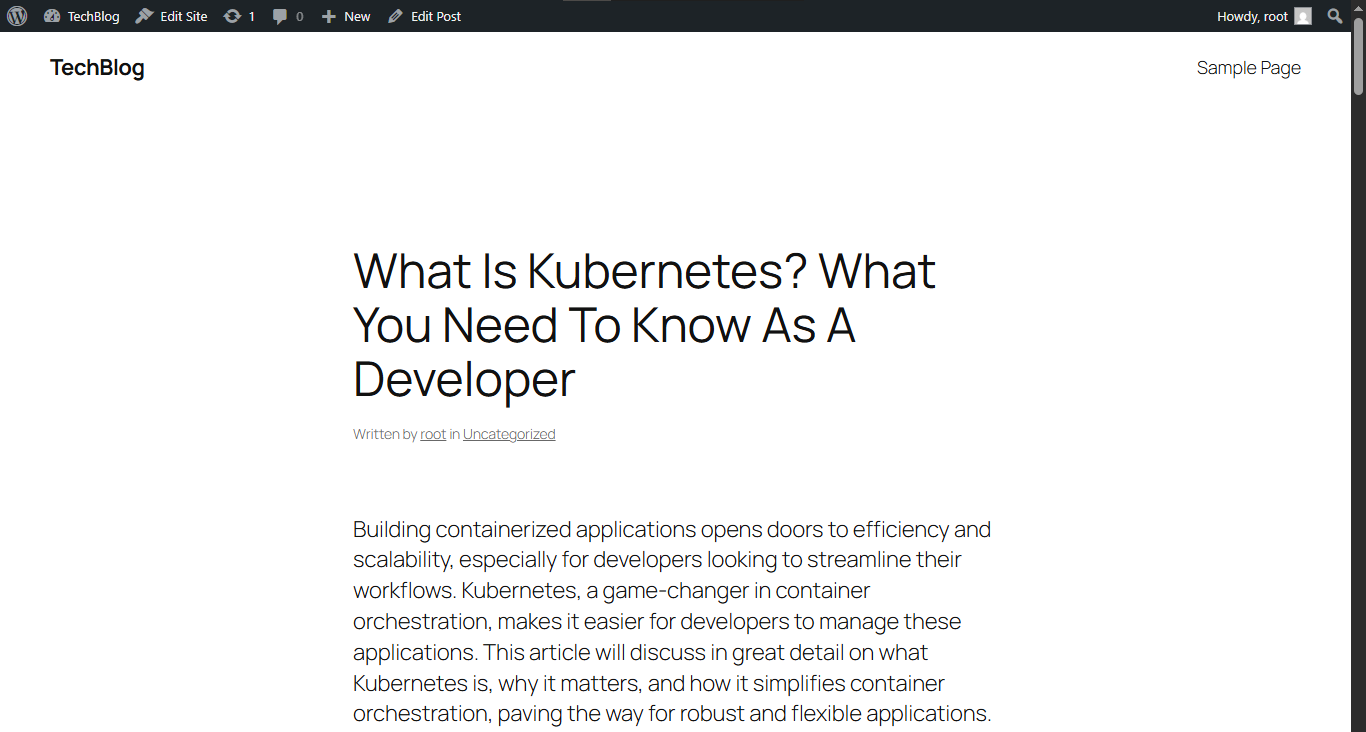 TechBlog Edit Site 1 0 New Edit Post Howdy, root
TechBlog Sample Page
What Is Kubernetes? What
You Need To Know As A
Developer
Written by root in Uncategorized
Building containerized applications opens doors to efficiency and
scalability, especially for developers looking to streamline their
workflows. Kubernetes, a game-changer in container
orchestration, makes it easier for developers to manage these
applications. This article will discuss in great detail on what
Kubernetes is, why it matters, and how it simplifies container
orchestration, paving the way for robust and flexible applications.